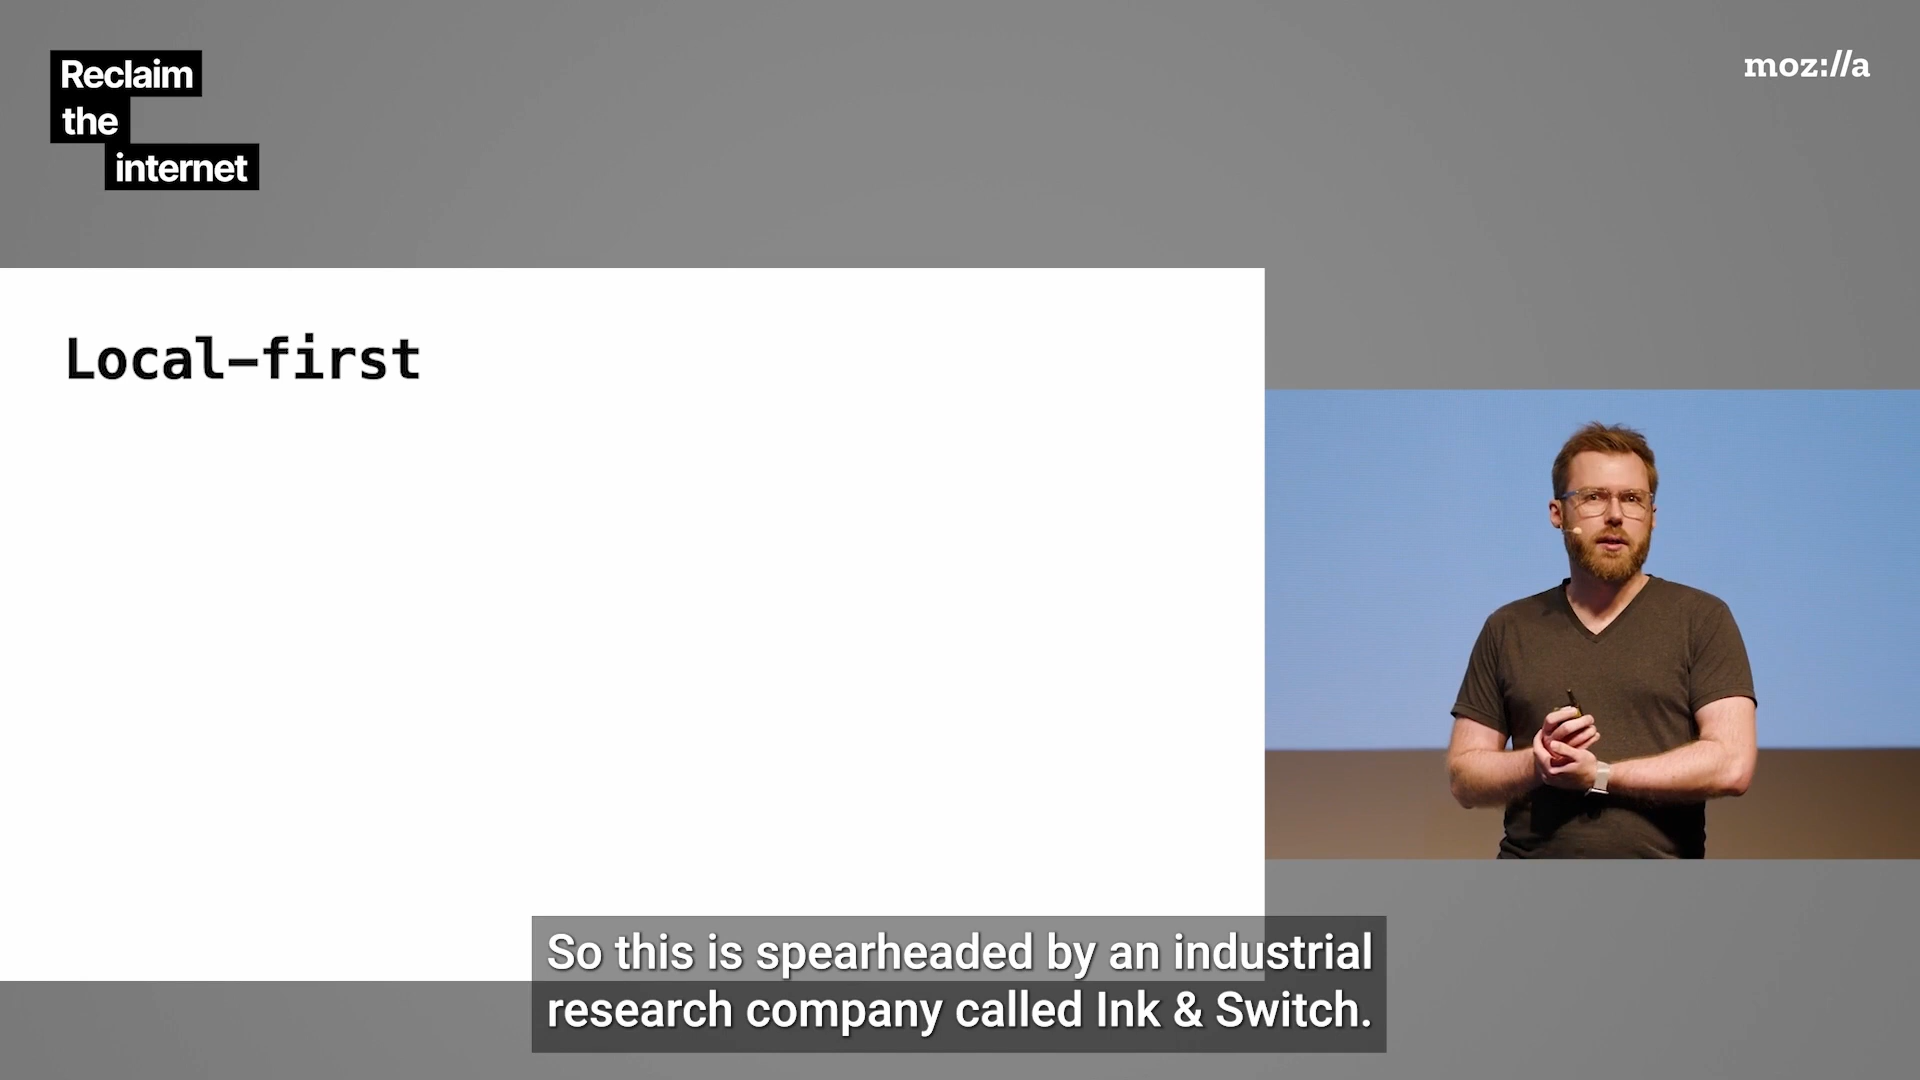 Reclaim
the
internet
moz://a
Local-first
So this is spearheaded by an industrial
research company called Ink & Switch.